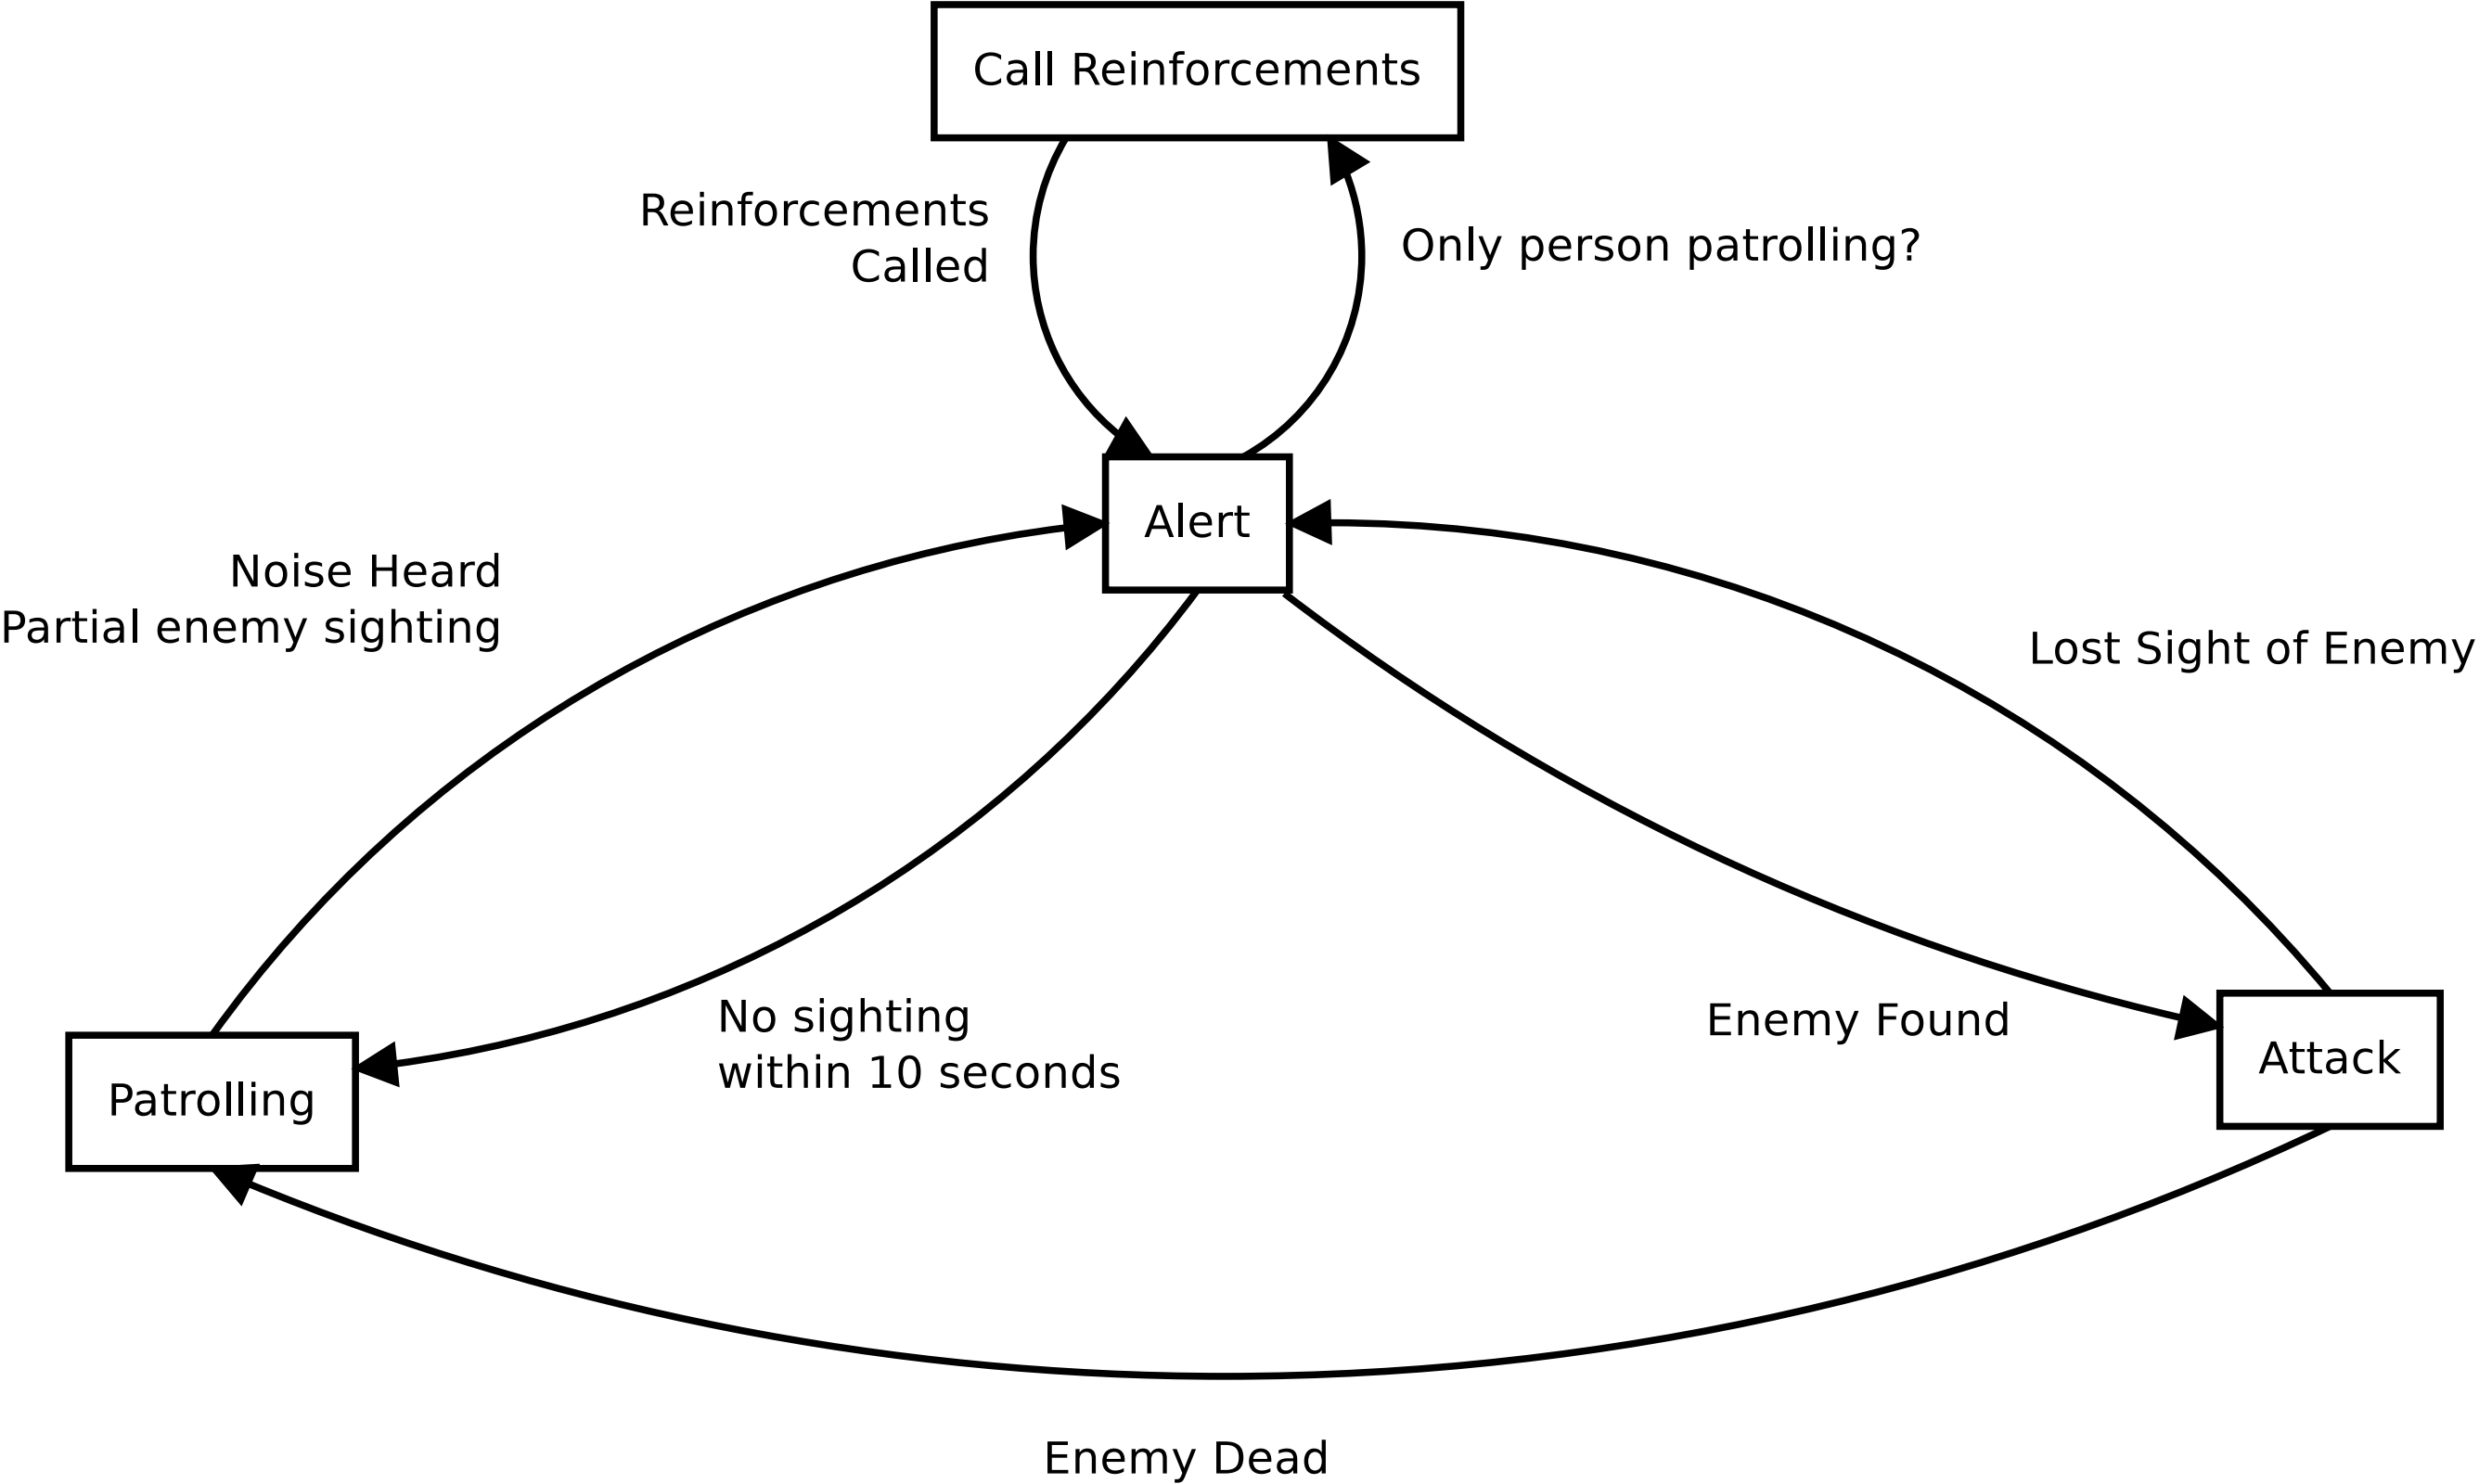 Call Reinforcements
Reinforcements
Called
Only person patrolling?
Alert
Noise Heard
Partial enemy sighting
Lost Sight of Enemy
No sighting
within 10 seconds
Enemy Found
Attack
Patrolling
Enemy Dead